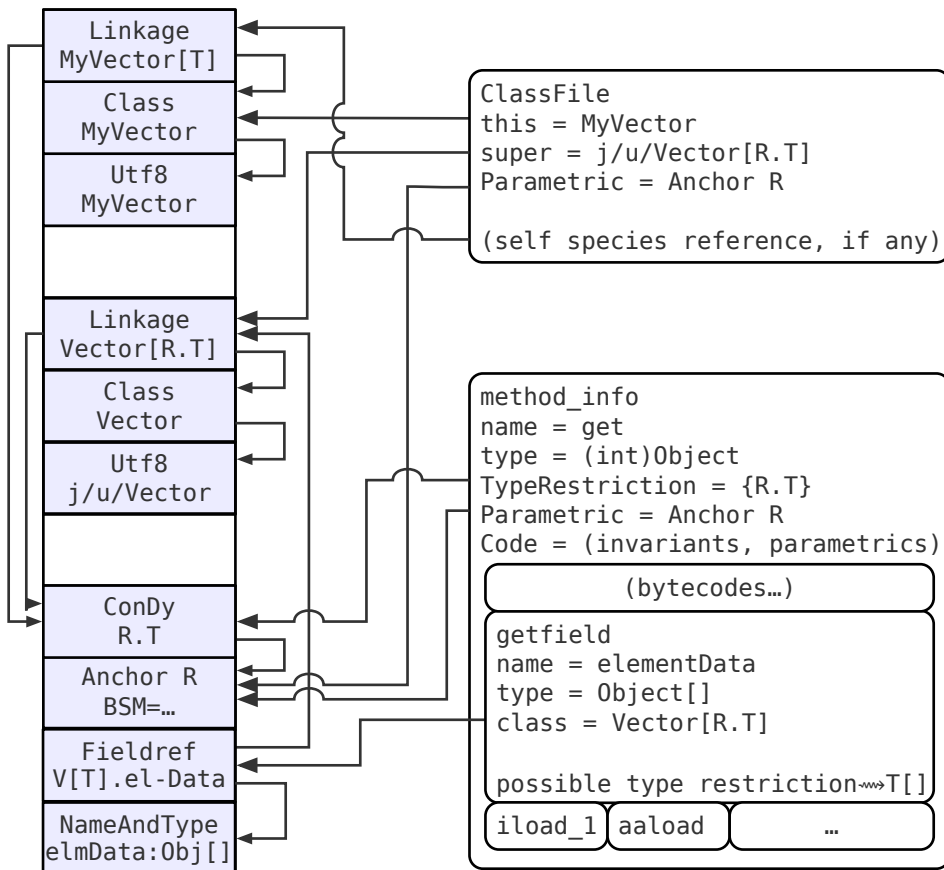 Linkage
MyVector[T]
Class
MyVector
Utf8
MyVector
Linkage
Vector[R.T]
Class
Vector
Utf8
j/u/Vector
ConDy
R.T
Anchor R
BSM=…
Fieldref
V[T].el-Data
NameAndType
elmData:Obj[]
ClassFile
this = MyVector
super = j/u/Vector[R.T]
Parametric = Anchor R
(self species reference, if any)
method_info
name = get
type = (int)Object
TypeRestriction = {R.T}
Parametric = Anchor R
Code = (invariants, parametrics)
(bytecodes…)
getfield
name = elementData
type = Object[]
class = Vector[R.T]
possible type restriction⬳T[]
iload_1 aaload …